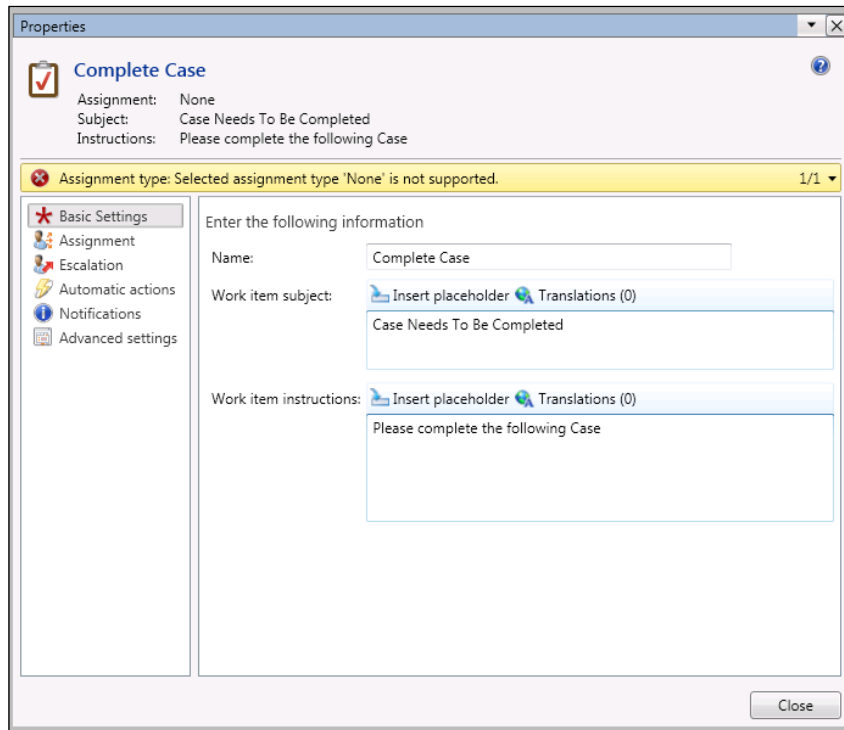 Properties
Complete Case
Assignment: None
Subject: Case Needs To Be Completed
Instructions: Please complete the following Case
Assignment type: Selected assignment type 'None' is not supported. 1/1
Basic Settings
Assignment
Escalation
Automatic actions
Notifications
Advanced settings
Enter the following information
Name: Complete Case
Work item subject: Insert placeholder Translations (0)
Case Needs To Be Completed
Work item instructions: Insert placeholder Translations (0)
Please complete the following Case
Close